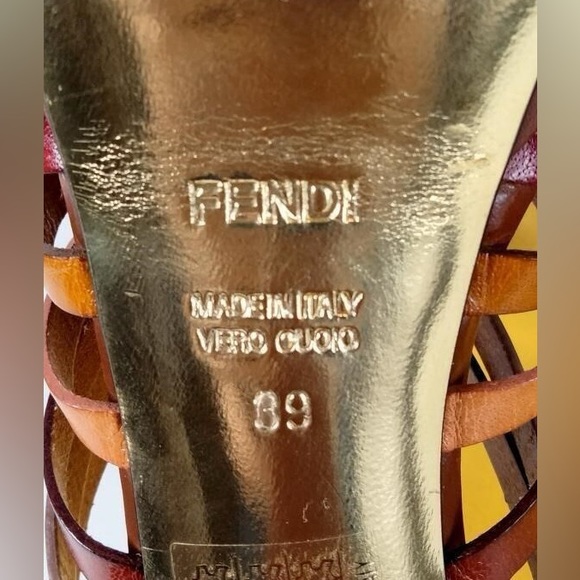 FENDI
MADE IN ITALY
VERO CUOIO
39